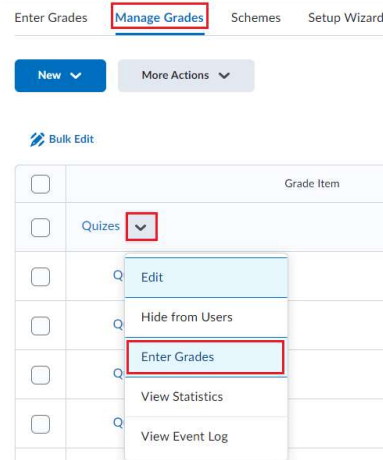 Enter Grades Manage Grades Schemes Setup Wizard
New More Actions
Bulk Edit
Grade Item
Quizes
Q Edit
Q Hide from Users
Enter Grades
Q
View Statistics
Q
View Event Log